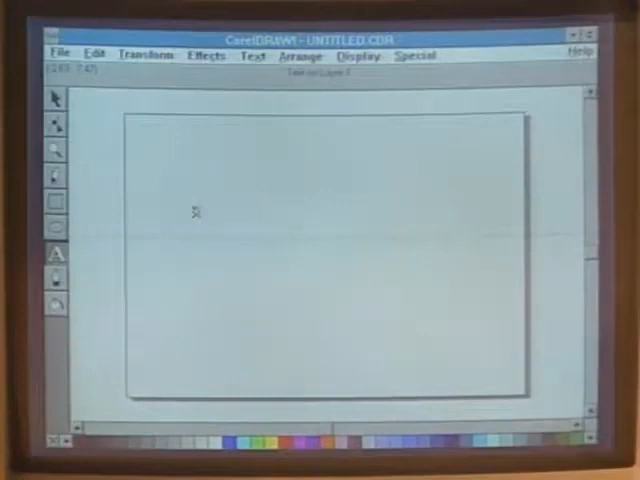 CorelDRAW! - UNTITLED.CDR
File Edit Transform Effects Text Arrange Display Special Help
A